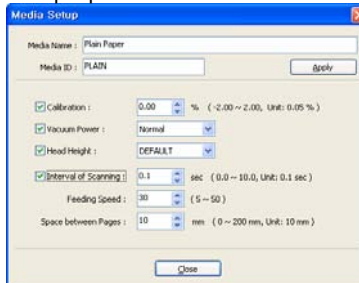 Media Setup
Media Name : Plain Paper
Media ID : PLAIN Apply
Calibration : 0.00 % ( -2.00 ~ 2.00, Unit: 0.05 % )
Vacuum Power : Normal
Head Height : DEFAULT
Interval of Scanning : 0.1 sec ( 0.0 ~ 10.0, Unit: 0.1 sec )
Feeding Speed : 30 ( 5 ~ 50 )
Space between Pages : 10 mm ( 0 ~ 200 mm, Unit: 10 mm )
Close